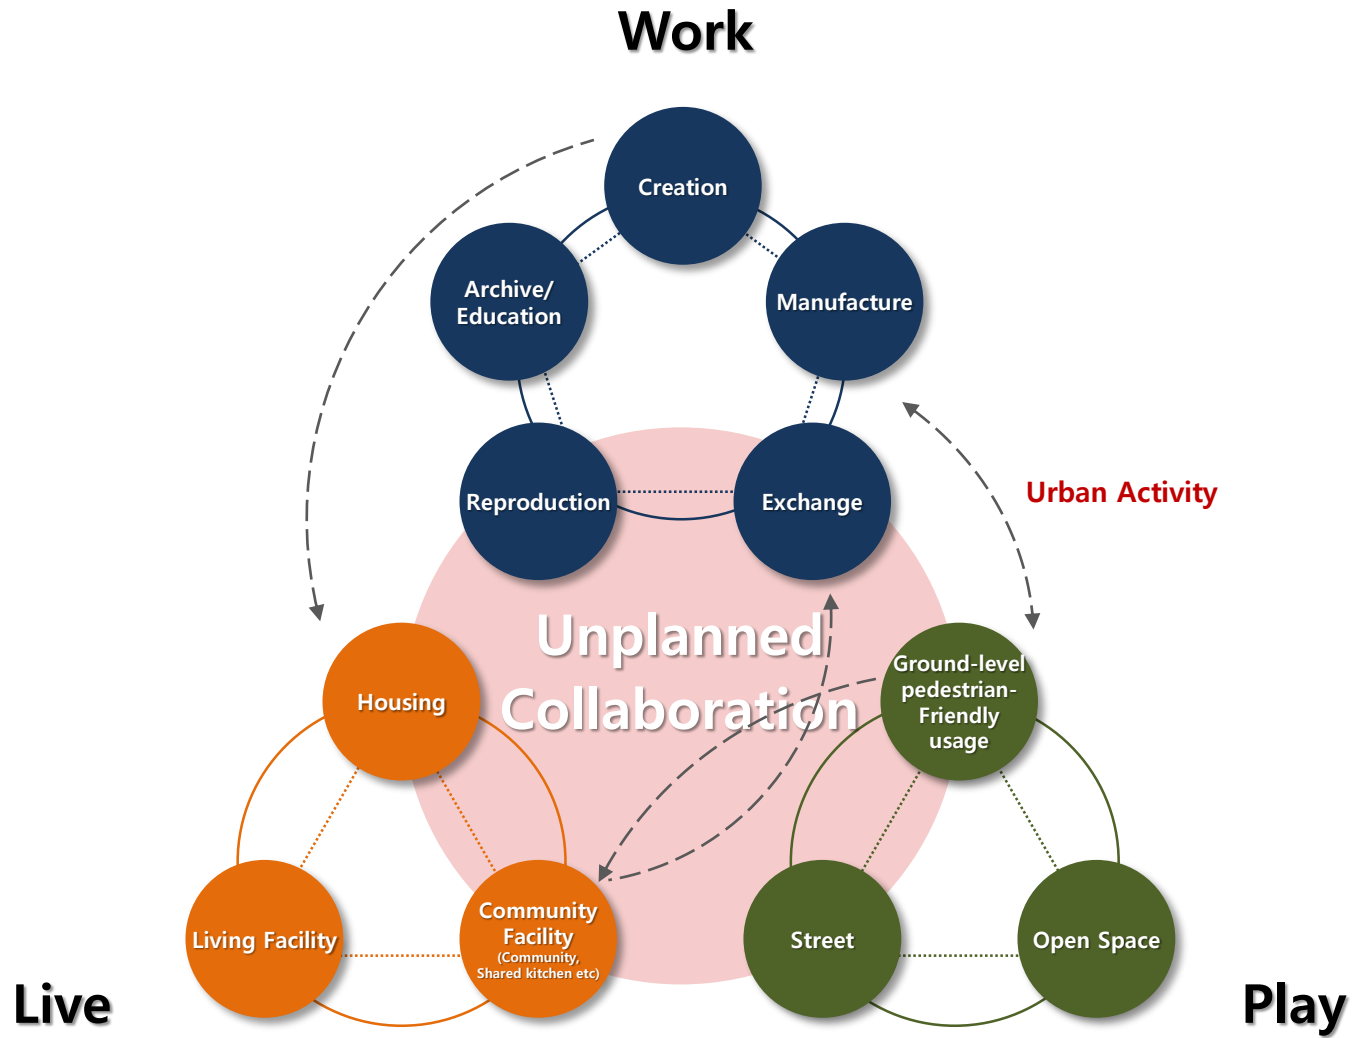 Work
Creation
Archive/
Education
Manufacture
Reproduction
Exchange
Urban Activity
Unplanned
Collaboration
Housing
Ground-level
pedestrian-
Friendly
usage
Living Facility
Community
Facility
(Community,
Shared kitchen etc)
Street
Open Space
Live
Play